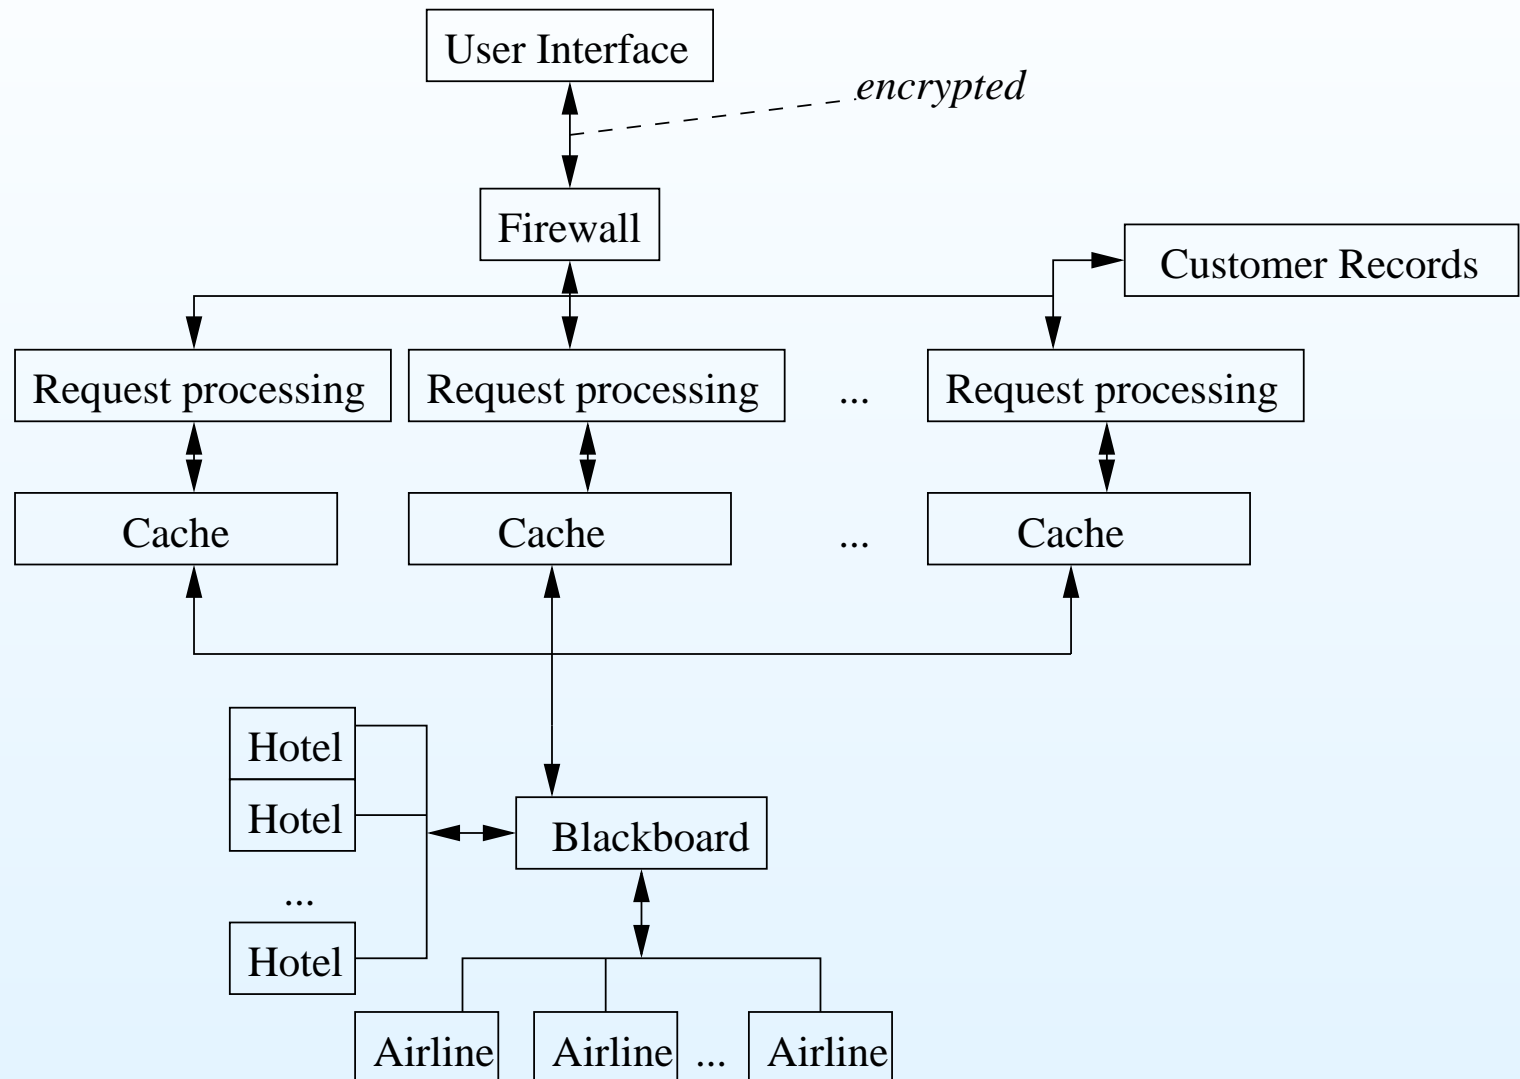 User Interface
encrypted
Firewall
Customer Records
Request processing
Request processing
...
Request processing
Cache
Cache
...
Cache
Hotel
Hotel
...
Hotel
Blackboard
Airline
Airline
...
Airline